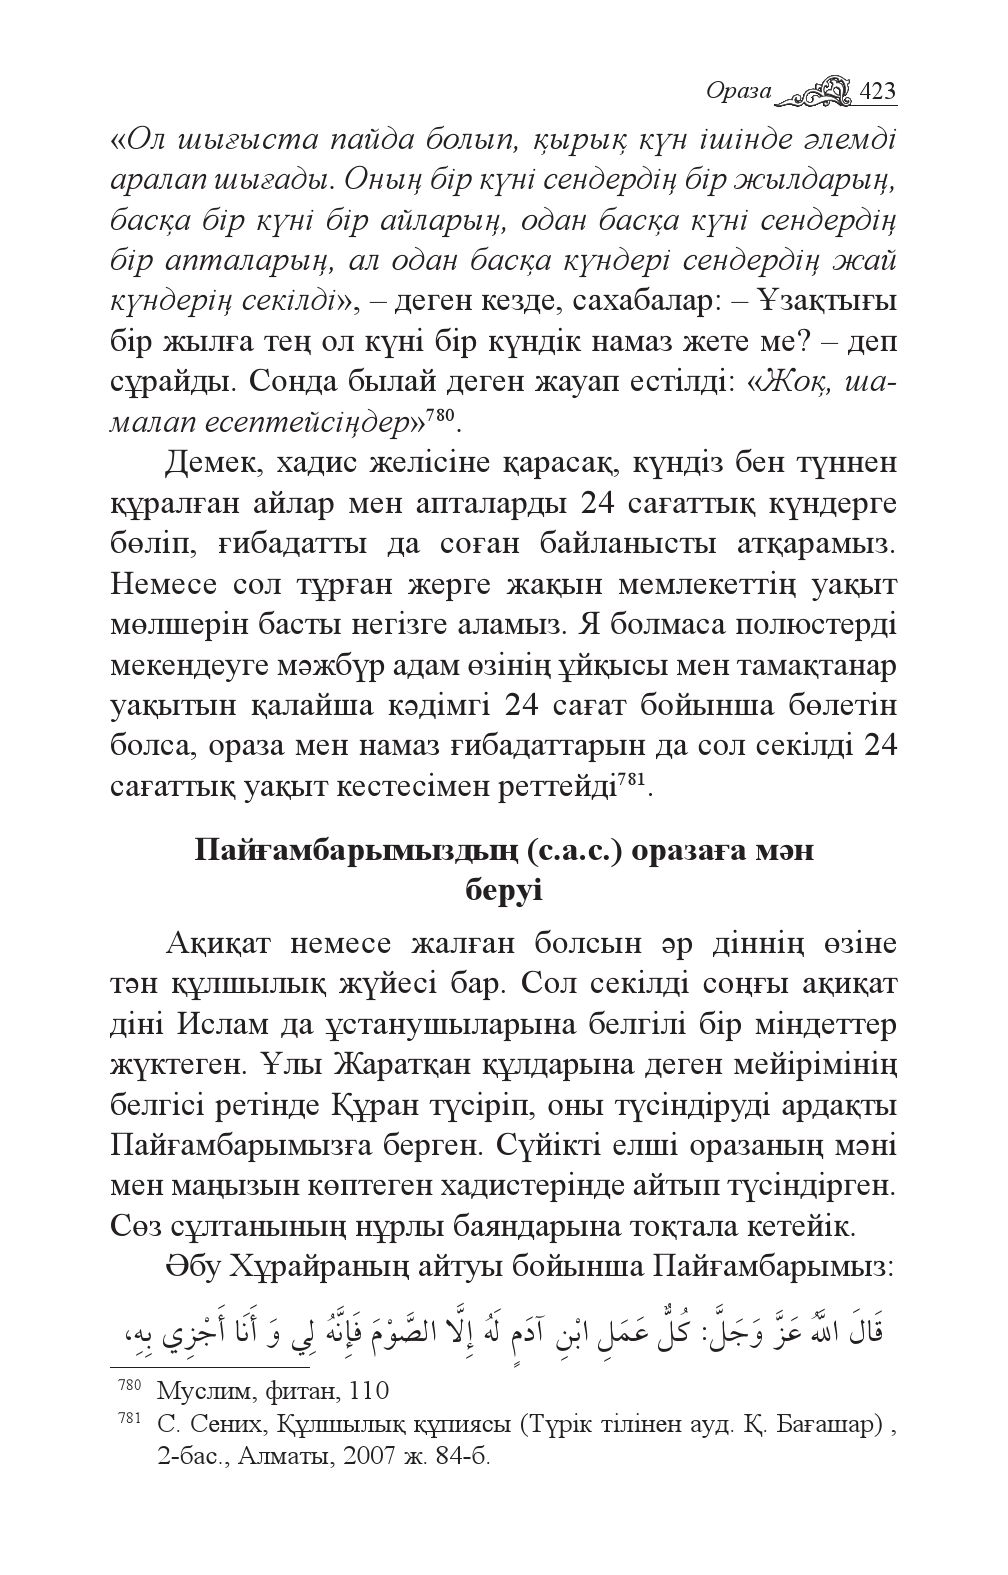 Ораза 423
«Ол шығыста пайда болып, қырық күн ішінде әлемді
аралап шығады. Оның бір күні сендердің бір жылдарың,
басқа бір күні бір айларың, одан басқа күні сендердің
бір апталарың, ал одан басқа күндері сендердің жай
күндерің секілді», – деген кезде, сахабалар: – Ұзақтығы
бір жылға тең ол күні бір күндік намаз жете ме? – деп
сұрайды. Сонда былай деген жауап естілді: «Жоқ, ша-
малап есептейсіңдер»780.
Демек, хадис желісіне қарасақ, күндіз бен түннен
құралған айлар мен апталарды 24 сағаттық күндерге
бөліп, ғибадатты да соған байланысты атқарамыз.
Немесе сол тұрған жерге жақын мемлекеттің уақыт
мөлшерін басты негізге аламыз. Я болмаса полюстерді
мекендеуге мәжбүр адам өзінің ұйқысы мен тамақтанар
уақытын қалайша кәдімгі 24 сағат бойынша бөлетін
болса, ораза мен намаз ғибадаттарын да сол секілді 24
сағаттық уақыт кестесімен реттейді781.
Пайғамбарымыздың (с.а.с.) оразаға мән
беруі
Ақиқат немесе жалған болсын әр діннің өзіне
тән құлшылық жүйесі бар. Сол секілді соңғы ақиқат
діні Ислам да ұстанушыларына белгілі бір міндеттер
жүктеген. Ұлы Жаратқан құлдарына деген мейірімінің
белгісі ретінде Құран түсіріп, оны түсіндіруді ардақты
Пайғамбарымызға берген. Сүйікті елші оразаның мәні
мен маңызын көптеген хадистерінде айтып түсіндірген.
Сөз сұлтанының нұрлы баяндарына тоқтала кетейік.
Әбу Хұрайраның айтуы бойынша Пайғамбарымыз:
قَالَ اللَّهُ عَزَّ وَجَلَّ: كُلُّ عَمَلِ ابْنِ آدَمٍ لَهُ إِلَّا الصَّوْمَ فَإِنَّهُ لِي وَ أَنَا أَجْزِي بِهِ،
780 Муслим, фитан, 110
781 С. Сених, Құлшылық құпиясы (Түрік тілінен ауд. Қ. Бағашар) ,
2-бас., Алматы, 2007 ж. 84-б.